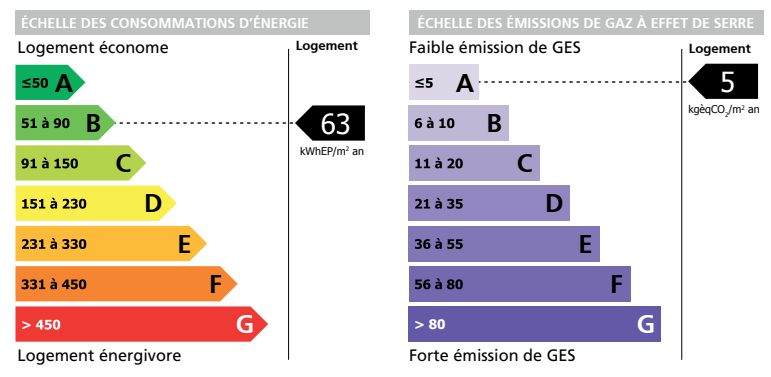 ÉCHELLE DES CONSOMMATIONS D'ÉNERGIE
Logement économe
Logement
≤50 A
51 à 90 B
63
kWhEP/m² an
91 à 150 C
151 à 230 D
231 à 330 E
331 à 450 F
> 450 G
Logement énergivore
ÉCHELLE DES ÉMISSIONS DE GAZ À EFFET DE SERRE
Faible émission de GES
Logement
≤5 A
5
kgèqCO₂/m² an
6 à 10 B
11 à 20 C
21 à 35 D
36 à 55 E
56 à 80 F
> 80 G
Forte émission de GES